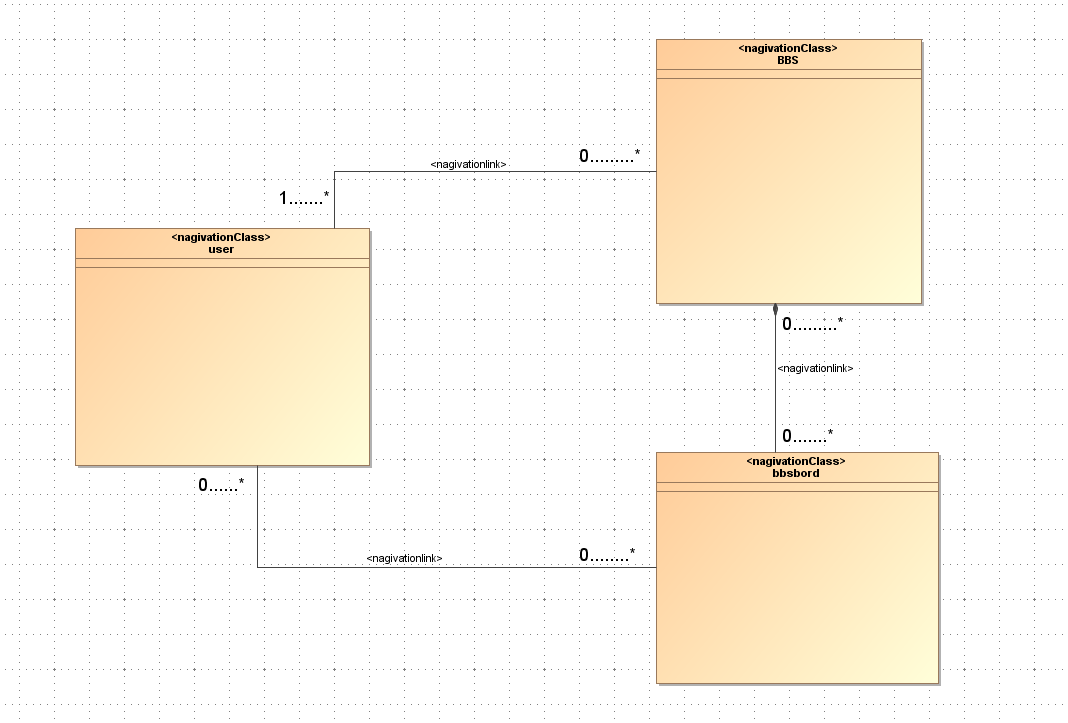 <nagivationClass>
BBS
<nagivationlink>
0.........*
1.......*
<nagivationClass>
user
0.........*
<nagivationlink>
0.......*
<nagivationClass>
bbsbord
0......*
<nagivationlink>
0........*